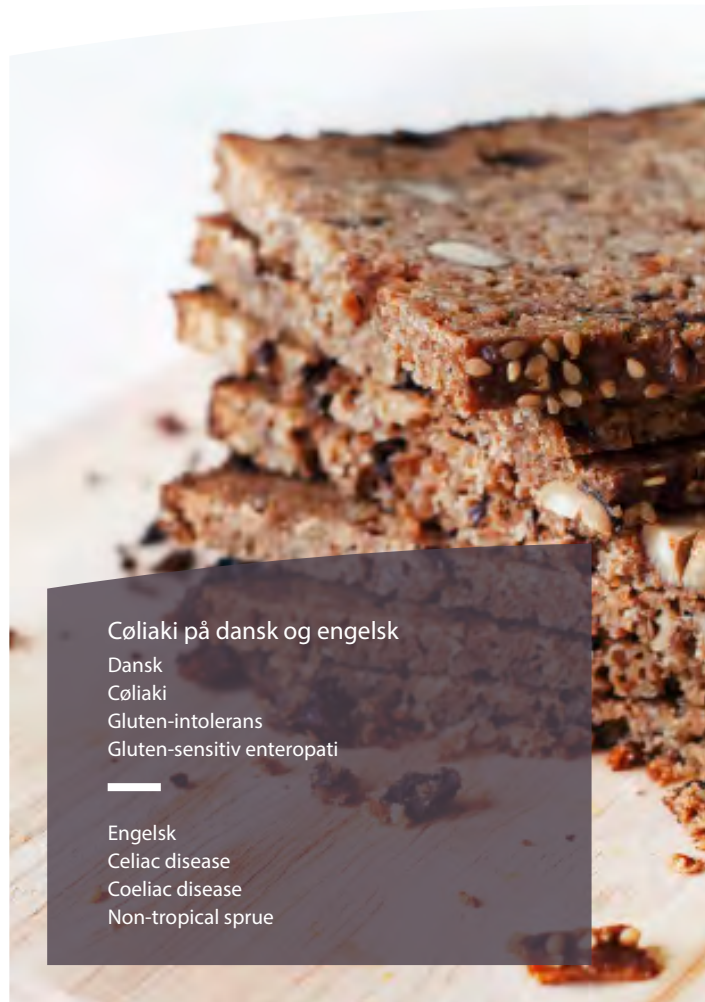 Cøliaki på dansk og engelsk
Dansk
Cøliaki
Gluten-intolerans
Gluten-sensitiv enteropati
Engelsk
Celiac disease
Coeliac disease
Non-tropical sprue